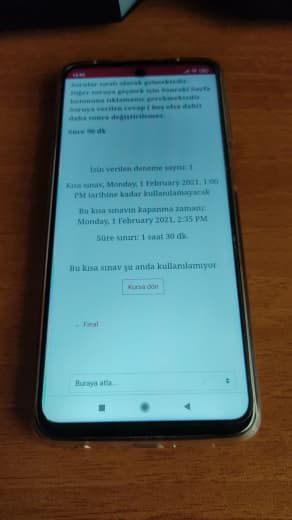 Sorular sıralı olarak gelmektedir.
Diğer soruya geçmek için Sonraki Sayfa
butonuna tıklamanız gerekmektedir
Soruya verilen cevap ( boş olsa dahi)
daha sonra değiştirilemez.
Süre 90 dk
İzin verilen deneme sayısı: 1
Kısa sınav, Monday, 1 February 2021, 1:00
PM tarihine kadar kullanılamayacak
Bu kısa sınavın kapanma zamanı:
Monday, 1 February 2021, 2:35 PM
Süre sınırı: 1 saat 30 dk.
Bu kısa sınav şu anda kullanılamıyor
Kursa dön
← Final
Buraya atla...